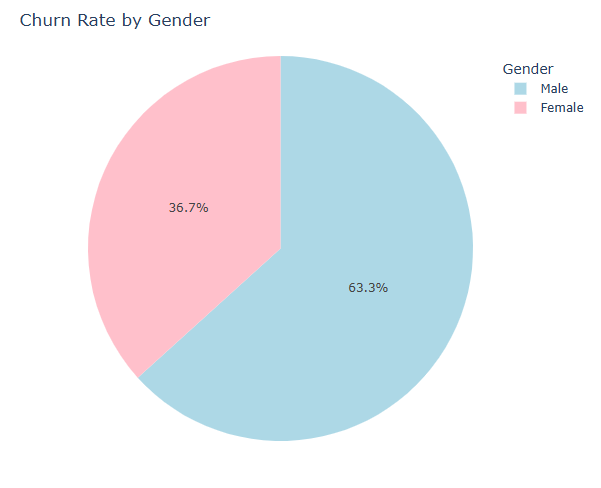 Churn Rate by Gender
Gender
Male
Female
36.7%
63.3%